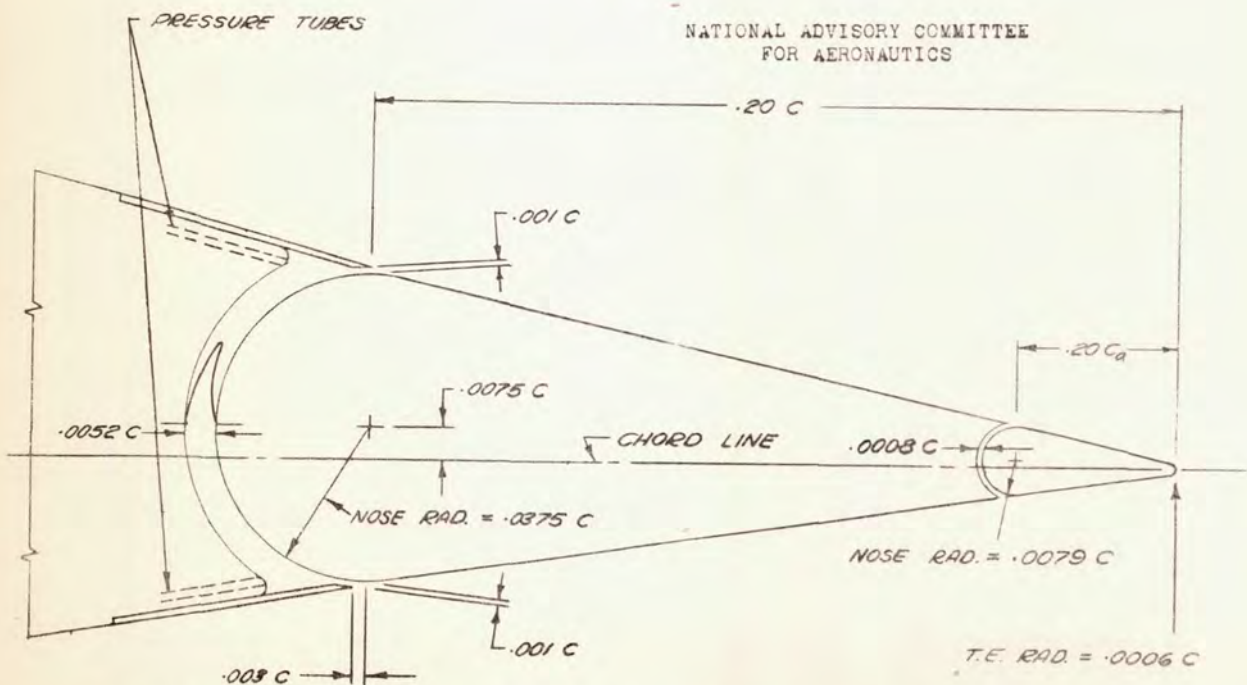 PRESSURE TUBES
NATIONAL ADVISORY COMMITTEE
FOR AERONAUTICS
.20 C
.001 C
.20 Ca
.0075 C
.0052 C
CHORD LINE
.0008 C
NOSE RAD. = .0375 C
NOSE RAD. = .0079 C
.001 C
T.E. RAD. = .0006 C
.003 C